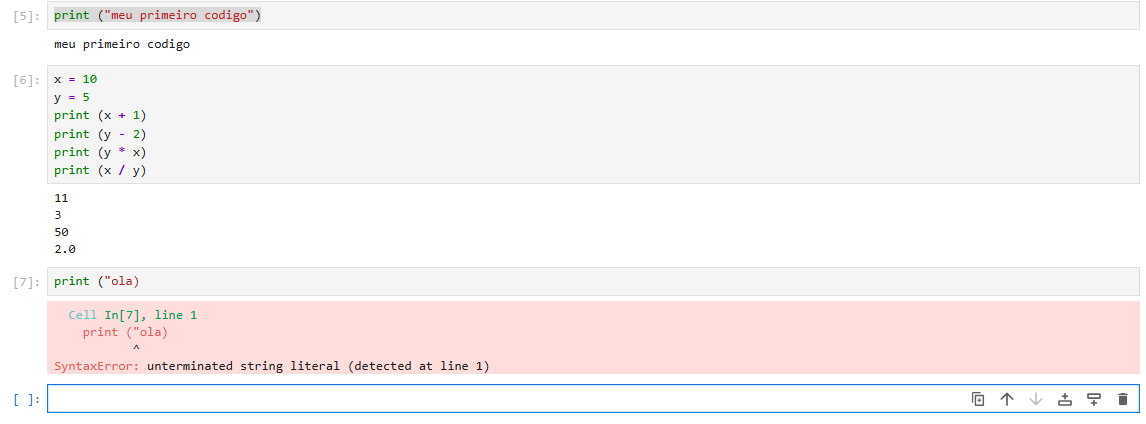 [5]: print ("meu primeiro codigo")
meu primeiro codigo
[6]: x = 10
y = 5
print (x + 1)
print (y - 2)
print (y * x)
print (x / y)
11
3
50
2.0
[7]: print ("ola)
Cell In[7], line 1
print ("ola)
^
SyntaxError: unterminated string literal (detected at line 1)
[ ]: